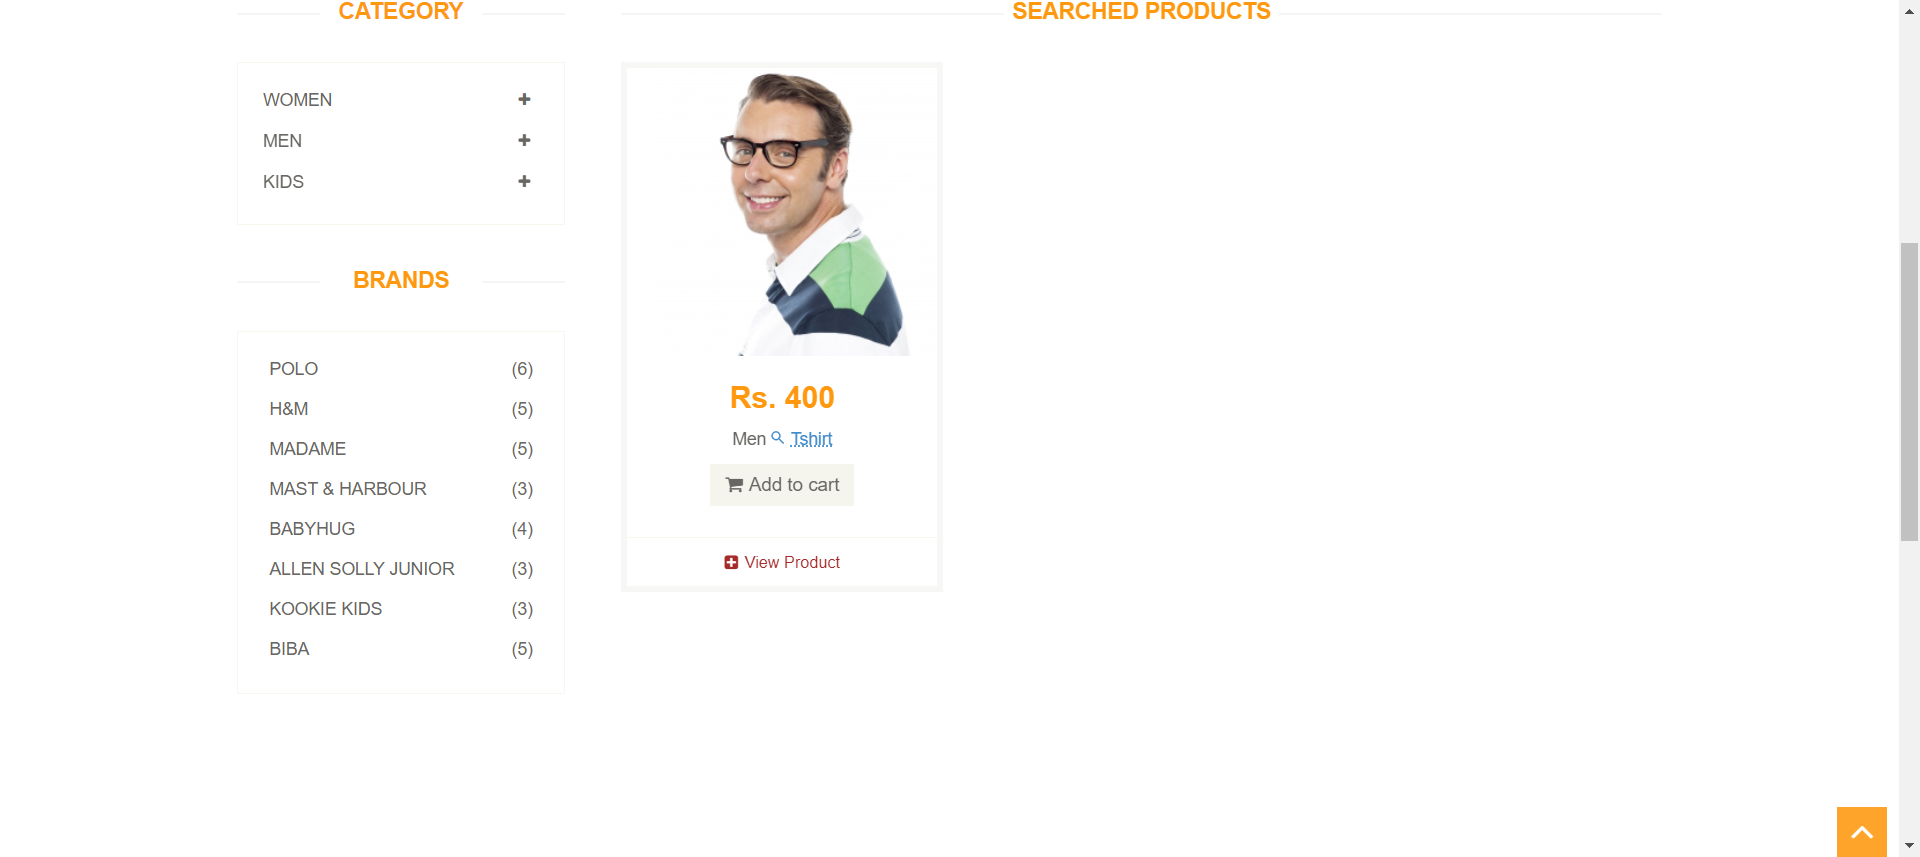 CATEGORY
WOMEN
MEN
KIDS
BRANDS
POLO (6)
H&M (5)
MADAME (5)
MAST & HARBOUR (3)
BABYHUG (4)
ALLEN SOLLY JUNIOR (3)
KOOKIE KIDS (3)
BIBA (5)
SEARCHED PRODUCTS
Rs. 400
Men Tshirt
Add to cart
View Product